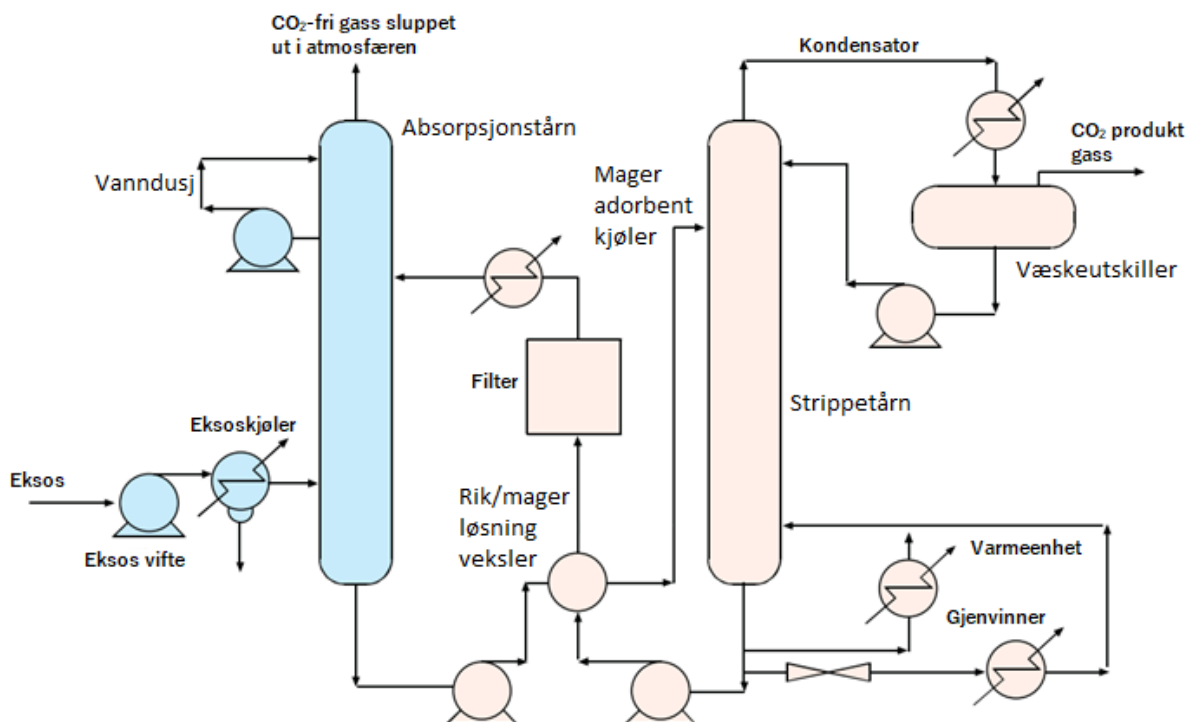 CO₂-fri gass sluppet
ut i atmosfæren
Kondensator
Absorpsjonstårn
CO₂ produkt
gass
Vanndusj
Mager
adorbent
kjøler
Væskeutskiller
Filter
Strippetårn
Eksoskjøler
Eksos
Rik/mager
løsning
veksler
Eksos vifte
Varmeenhet
Gjenvinner